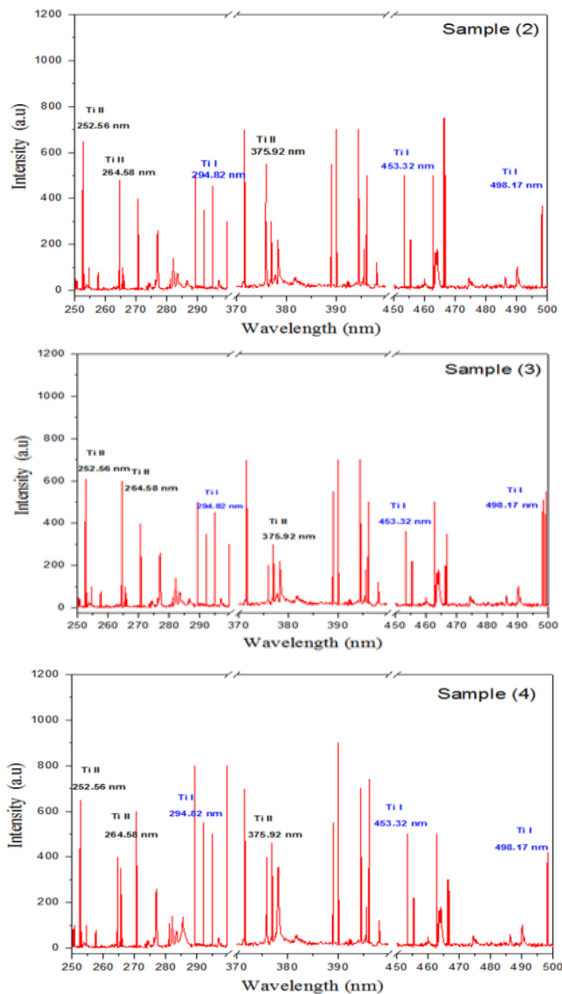 1200
Sample (2)
1000
800
Ti II
252.56 nm
Ti II
264.58 nm
Ti I
294.82 nm
Ti II
375.92 nm
Ti I
453.32 nm
Ti I
498.17 nm
600
400
200
0
Intensity (a.u)
250 260 270 280 290 370 380 390 450 460 470 480 490 500
Wavelength (nm)
1200
Sample (3)
1000
800
Ti II
252.56 nm
Ti II
264.58 nm
Ti I
294.82 nm
Ti II
375.92 nm
Ti I
453.32 nm
Ti I
498.17 nm
600
400
200
0
Intensity (a.u)
250 260 270 280 290 370 380 390 450 460 470 480 490 500
Wavelength (nm)
1200
Sample (4)
1000
800
Ti II
252.56 nm
Ti II
264.58 nm
Ti I
294.82 nm
Ti II
375.92 nm
Ti I
453.32 nm
Ti I
498.17 nm
600
400
200
0
Intensity (a.u)
250 260 270 280 290 370 380 390 450 460 470 480 490 500
Wavelength (nm)